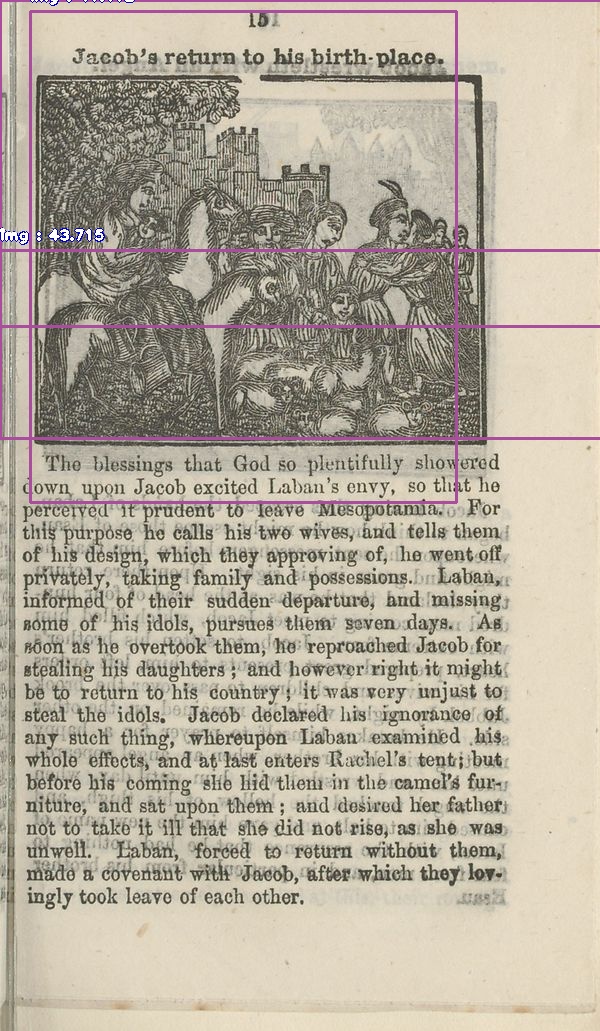 Img : 44.778
15
Jacob's return to his birth-place.
Img : 43.715
The blessings that God so plentifully showered
down upon Jacob excited Laban's envy, so that he
perceived it prudent to leave Mesopotamia. For
this purpose he calls his two wives, and tells them
of his design, which they approving of, he went off
privately, taking family and possessions. Laban,
informed of their sudden departure, and missing
some of his idols, pursues them seven days. As
soon as he overtook them, he reproached Jacob for
stealing his daughters; and however right it might
be to return to his country; it was very unjust to
steal the idols. Jacob declared his ignorance of
any such thing, whereupon Laban examined his
whole effects, and at last enters Rachel's tent; but
before his coming she hid them in the camel's fur-
niture, and sat upon them; and desired her father
not to take it ill that she did not rise, as she was
unwell. Laban, forced to return without them,
made a covenant with Jacob, after which they lov-
ingly took leave of each other.